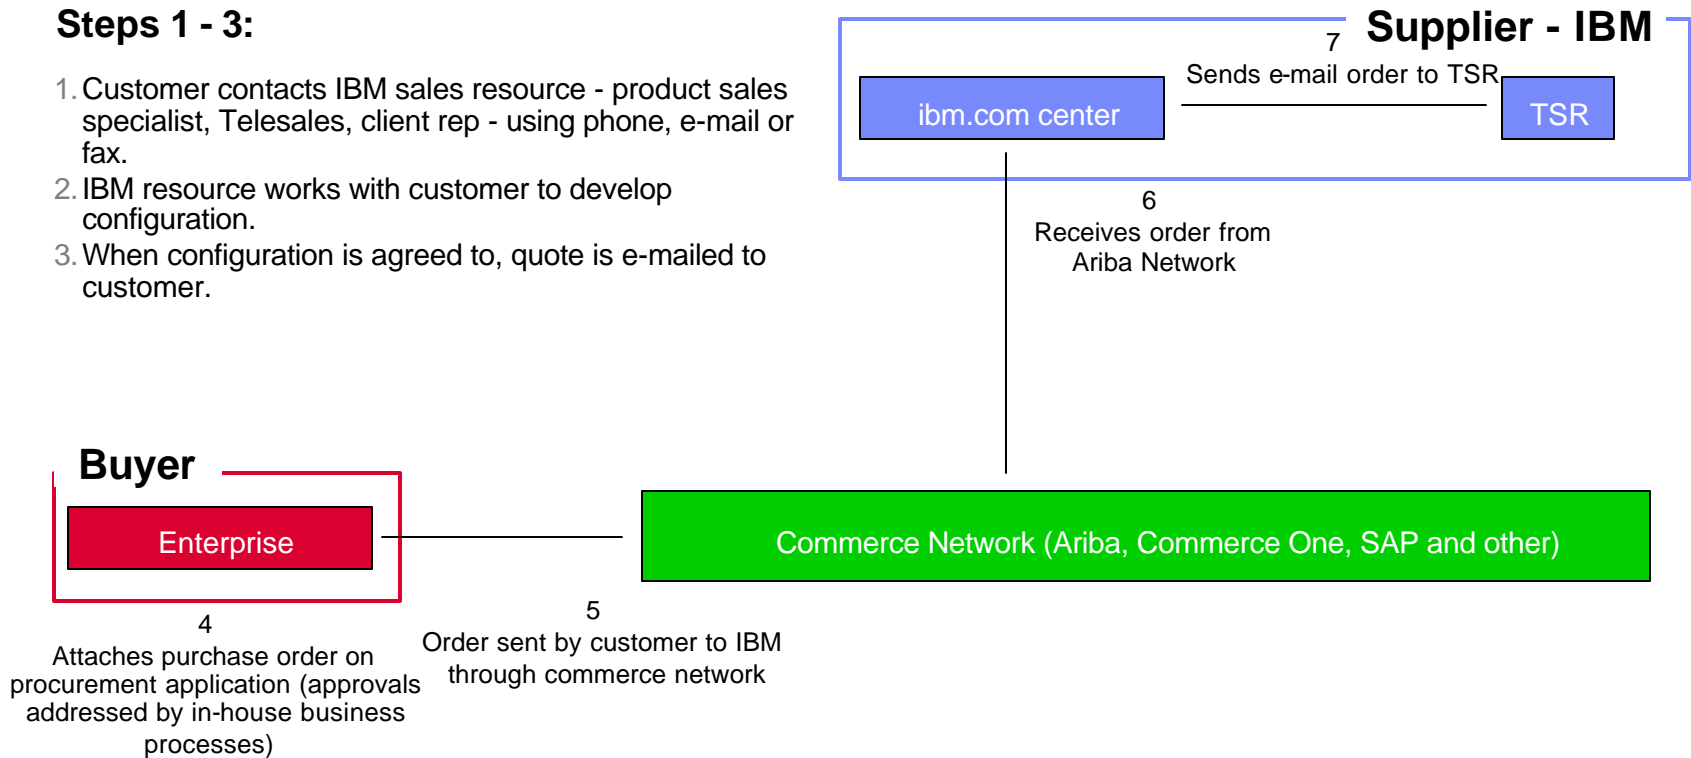 Steps 1 - 3:
1. Customer contacts IBM sales resource - product sales
specialist, Telesales, client rep - using phone, e-mail or
fax.
2. IBM resource works with customer to develop
configuration.
3. When configuration is agreed to, quote is e-mailed to
customer.
Supplier - IBM
7
Sends e-mail order to TSR
ibm.com center
TSR
6
Receives order from
Ariba Network
Buyer
Enterprise
Commerce Network (Ariba, Commerce One, SAP and other)
4
Attaches purchase order on
procurement application (approvals
addressed by in-house business
processes)
5
Order sent by customer to IBM
through commerce network